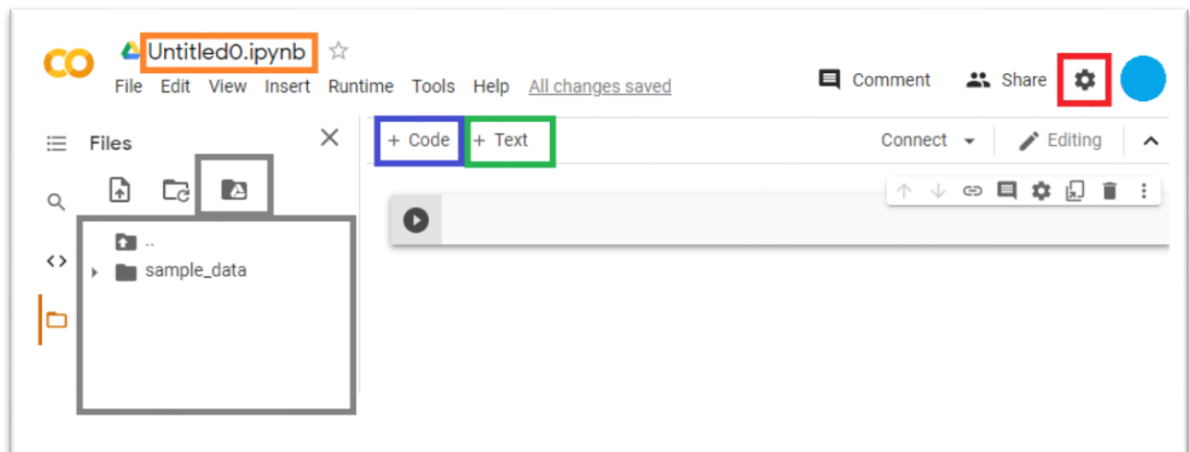 CO
Untitled0.ipynb
File Edit View Insert Runtime Tools Help All changes saved
Comment Share
Files
+ Code + Text
Connect Editing
..
sample_data